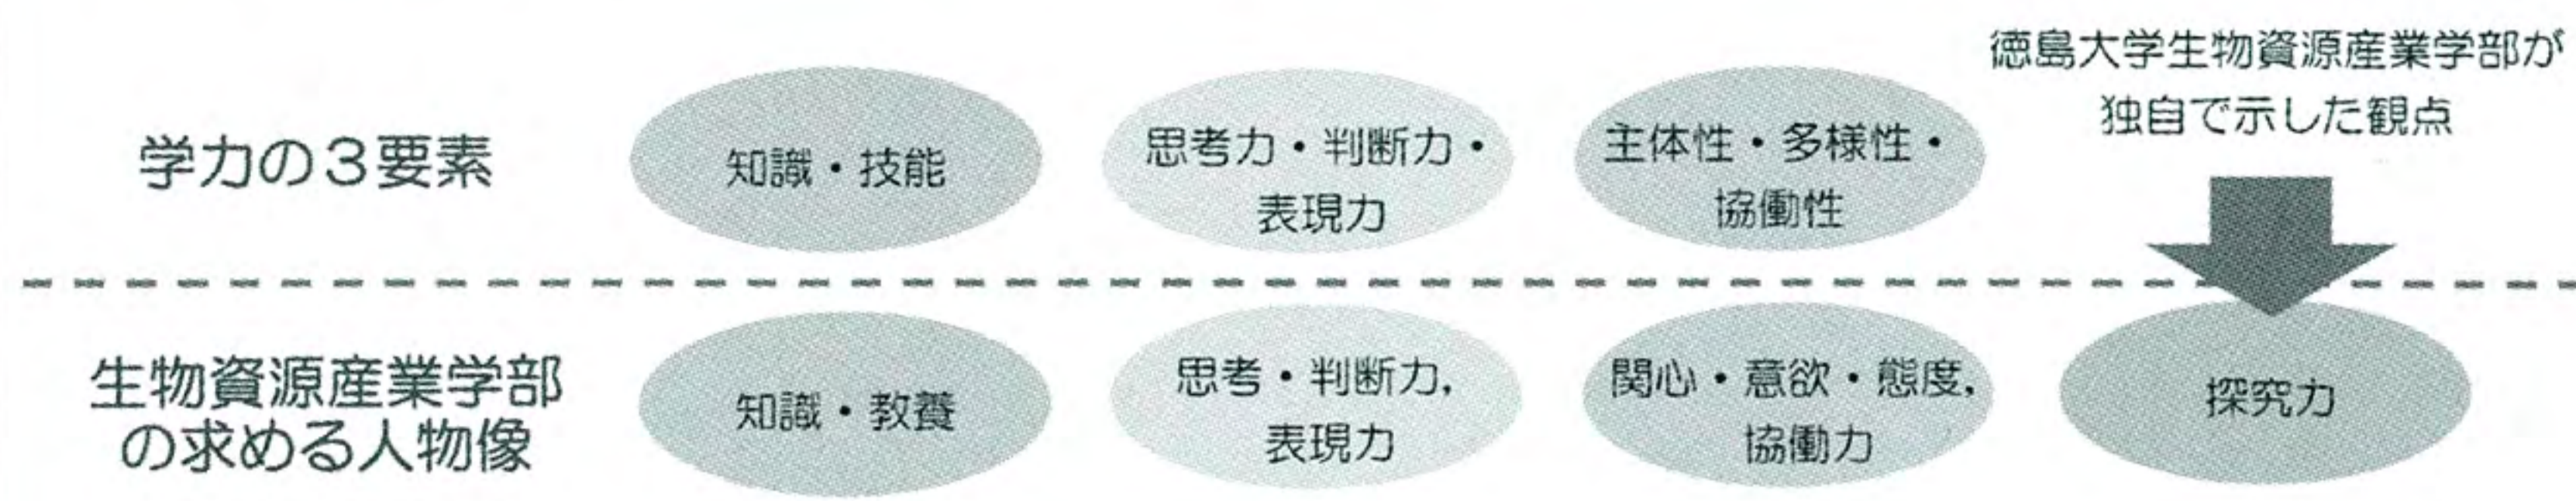 徳島大学生物資源産業学部が
独自で示した観点
学力の3要素
知識・技能
思考力・判断力・
表現力
主体性・多様性・
協働性
生物資源産業学部
の求める人物像
知識・教養
思考・判断力,
表現力
関心・意欲・態度,
協働力
探究力